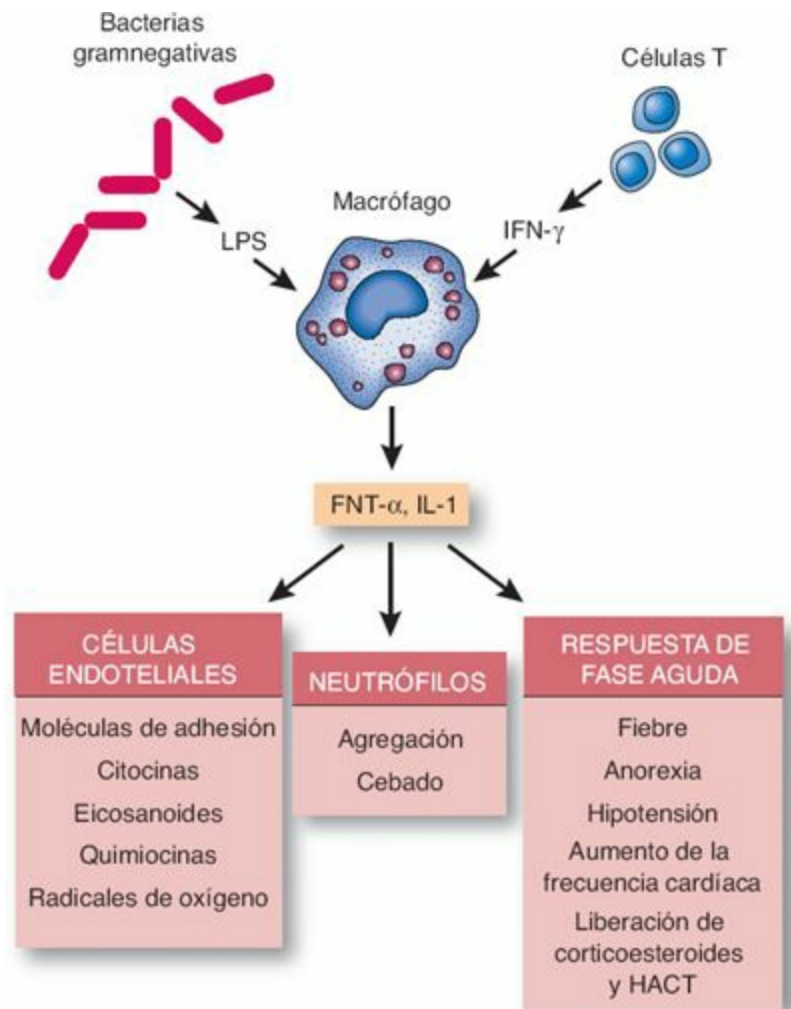 Bacterias
gramnegativas
Células T
Macrófago
LPS
IFN-γ
FNT-α, IL-1
CÉLULAS
ENDOTELIALES
Moléculas de adhesión
Citocinas
Eicosanoides
Quimiocinas
Radicales de oxígeno
NEUTRÓFILOS
Agregación
Cebado
RESPUESTA DE
FASE AGUDA
Fiebre
Anorexia
Hipotensión
Aumento de la
frecuencia cardíaca
Liberación de
corticoesteroides
y HACT